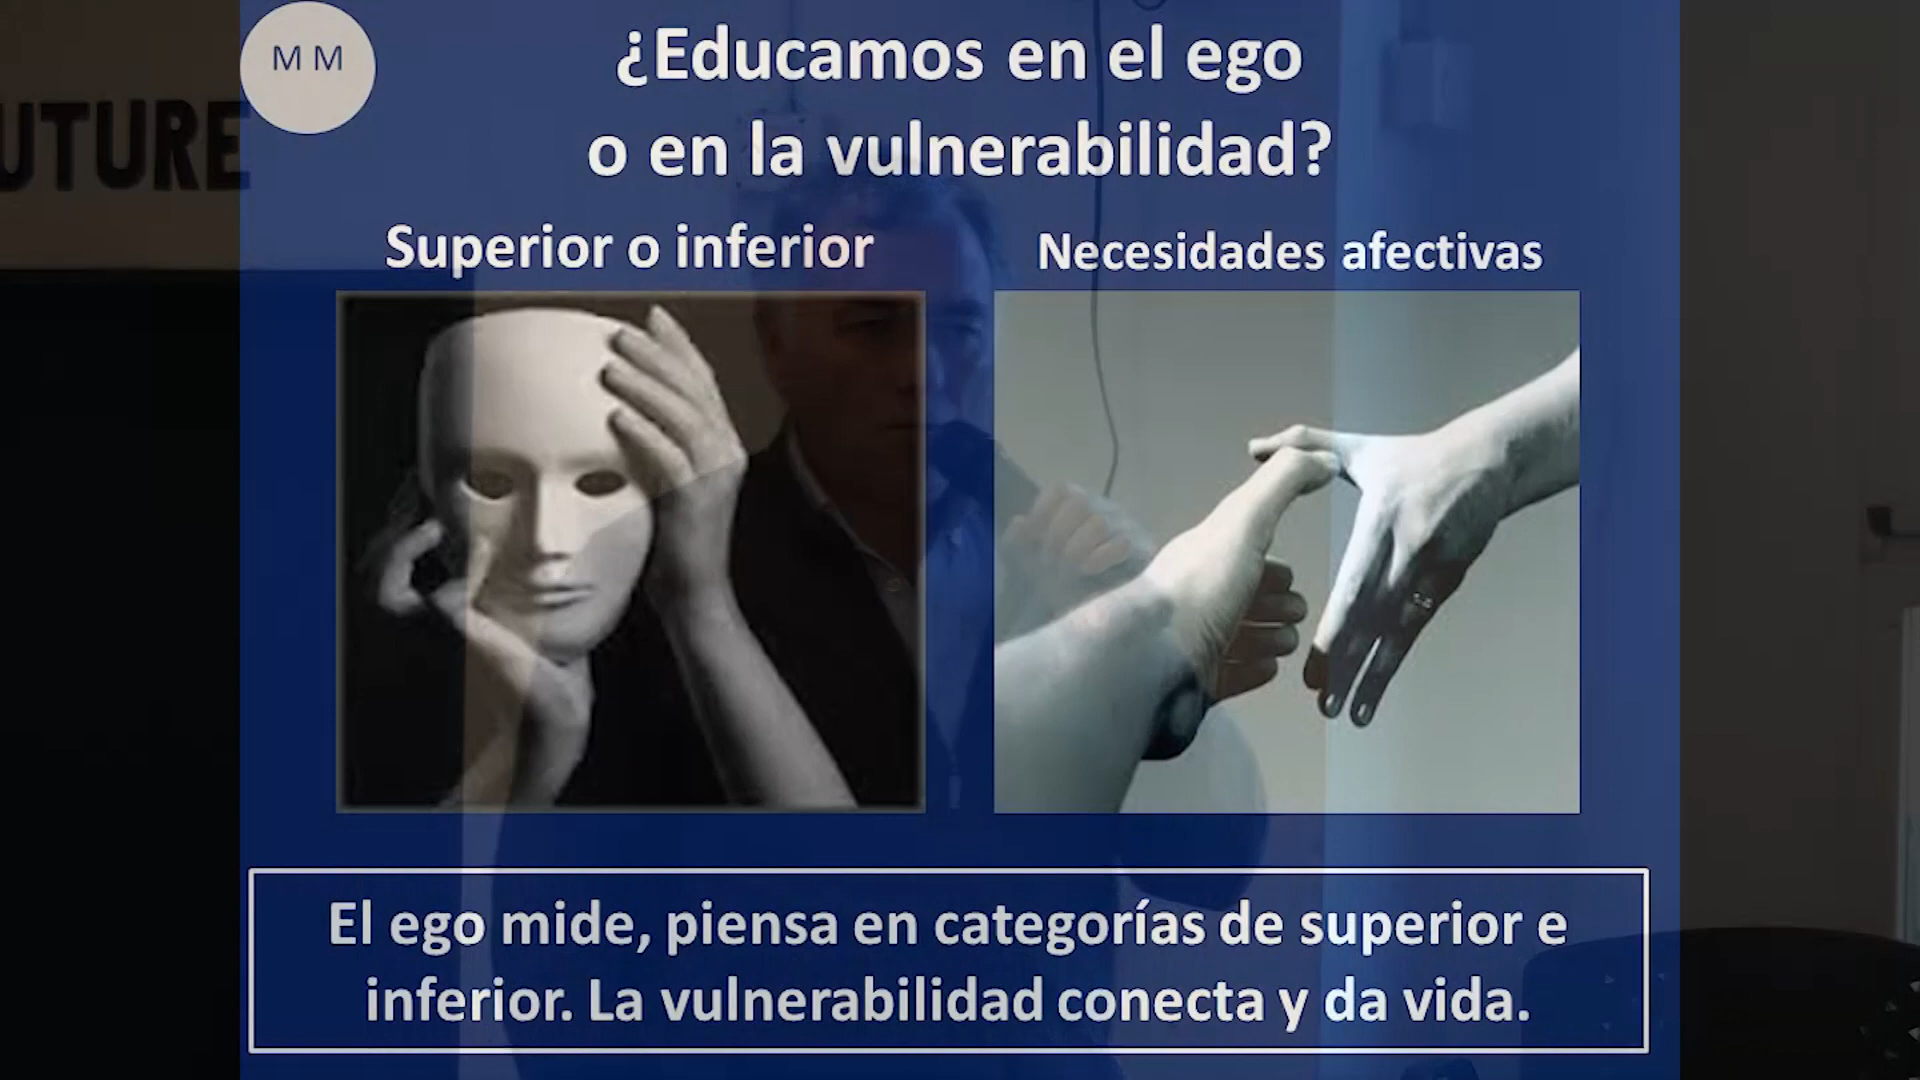 M M
UTURE
¿Educamos en el ego
o en la vulnerabilidad?
Superior o inferior
Necesidades afectivas
El ego mide, piensa en categorías de superior e
inferior. La vulnerabilidad conecta y da vida.